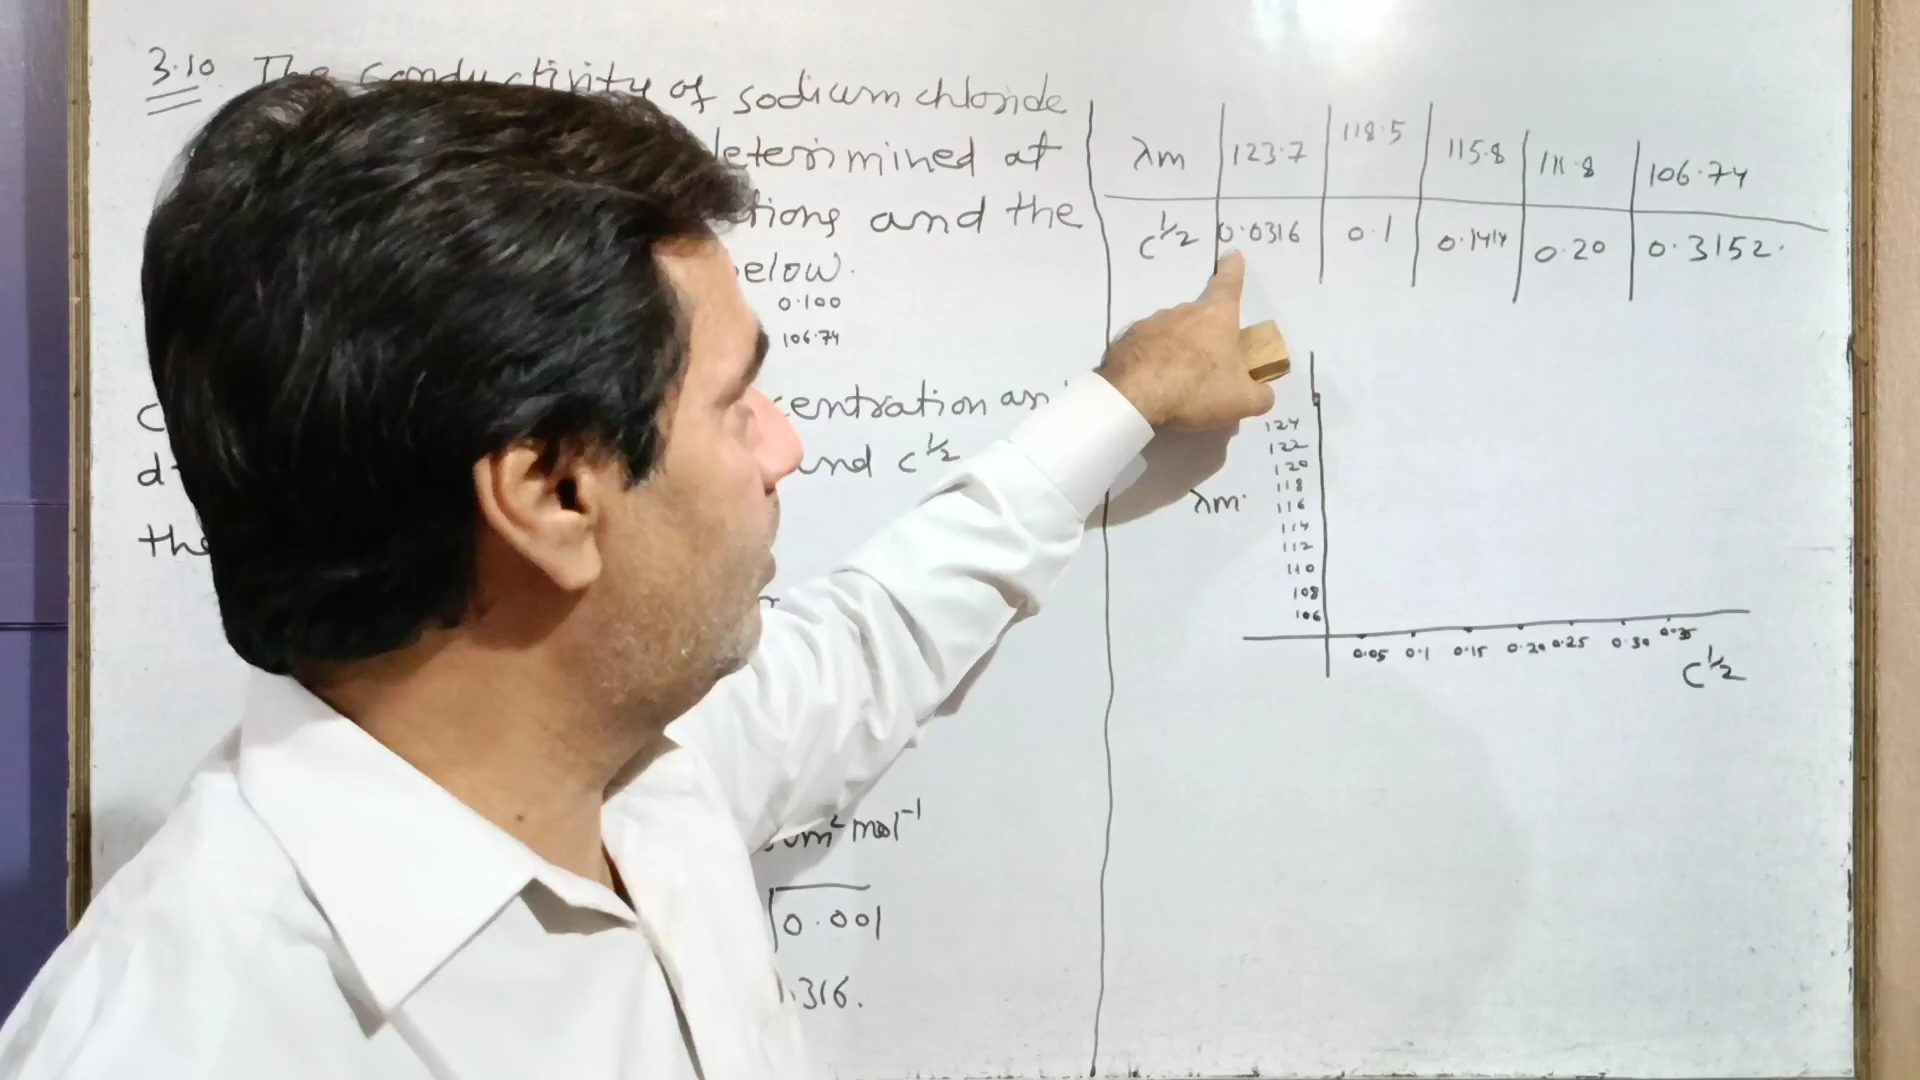 3.10 The conductivity of sodium chloride
determined at
and the
below.
0.100
106.74
an
and c½
the
cm² mol⁻¹
√0.001
.316.
λm 123.7 118.5 115.8 111.8 106.74
c½ 0.0316 0.1 0.1414 0.20 0.3152.
124
122
120
118
λm. 116
114
112
110
108
106
0.05 0.1 0.15 0.20 0.25 0.30 0.35
c½